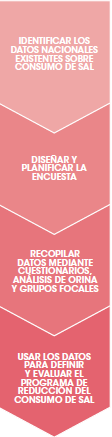 IDENTIFICAR LOS
DATOS NACIONALES
EXISTENTES SOBRE
CONSUMO DE SAL
DISEÑAR Y
PLANIFICAR LA
ENCUESTA
RECOPILAR
DATOS MEDIANTE
CUESTIONARIOS,
ANÁLISIS DE ORINA
Y GRUPOS FOCALES
USAR LOS DATOS
PARA DEFINIR
Y EVALUAR EL
PROGRAMA DE
REDUCCIÓN DEL
CONSUMO DE SAL